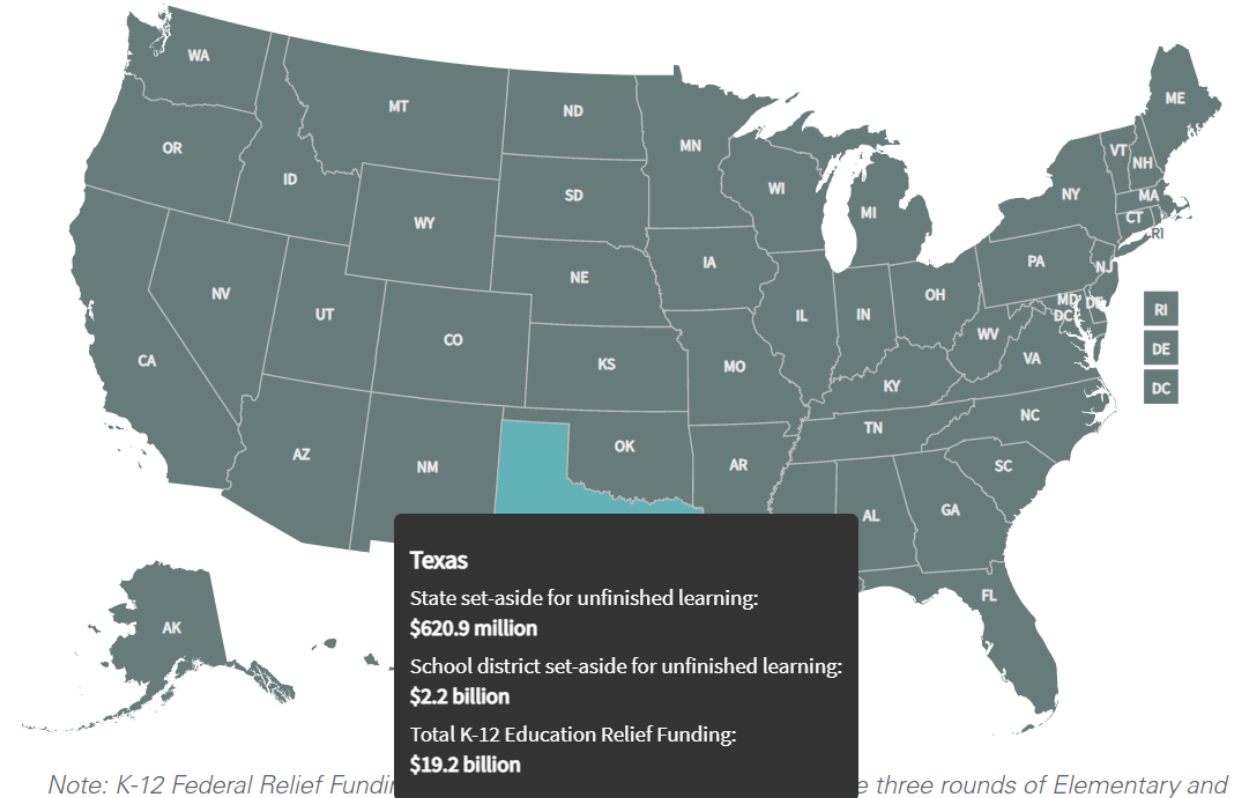 WA
MT
ND
MN
ME
OR
ID
SD
WI
VT
NH
WY
MI
NY
MA
CT
RI
IA
NE
PA
NJ
NV
OH
MD
DE
DC
UT
CO
IL
IN
WV
RI
CA
KS
MO
KY
VA
DE
DC
NC
TN
AZ
NM
OK
AR
SC
GA
AL
FL
AK
Texas
State set-aside for unfinished learning:
$620.9 million
School district set-aside for unfinished learning:
$2.2 billion
Total K-12 Education Relief Funding:
$19.2 billion
Note: K-12 Federal Relief three rounds of Elementary and